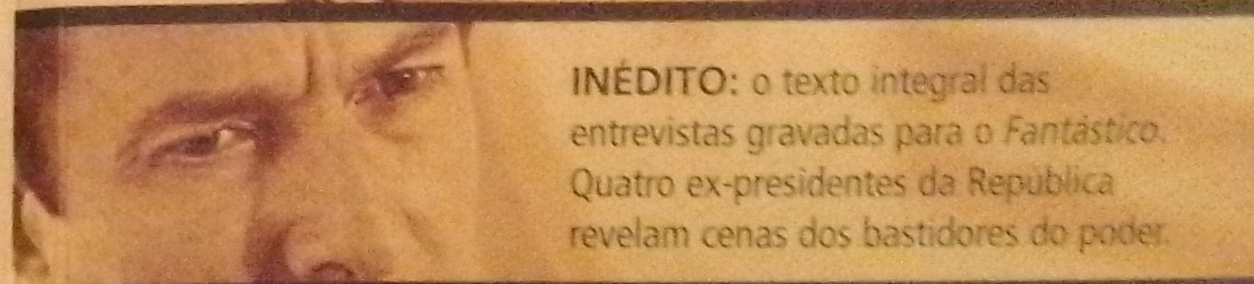 INÉDITO: o texto integral das
entrevistas gravadas para o Fantástico.
Quatro ex-presidentes da República
revelam cenas dos bastidores do poder.